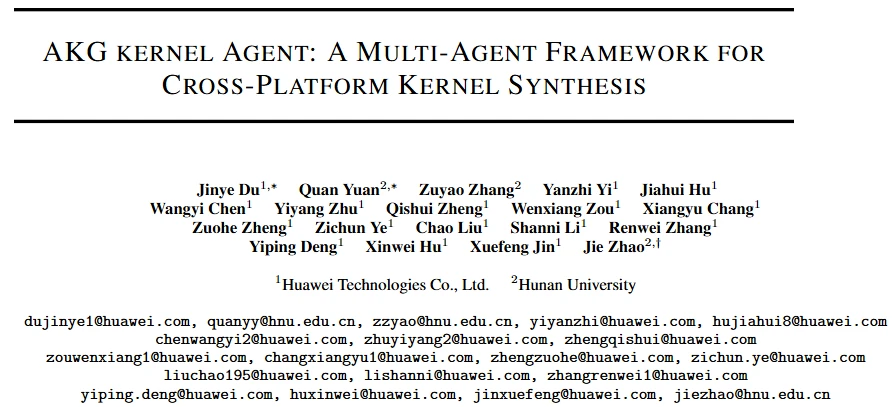 AKG KERNEL AGENT: A MULTI-AGENT FRAMEWORK FOR
CROSS-PLATFORM KERNEL SYNTHESIS
Jinye Du1,* Quan Yuan2,* Zuyao Zhang2 Yanzhi Yi1 Jiahui Hu1
Wangyi Chen1 Yiyang Zhu1 Qishui Zheng1 Wenxiang Zou1 Xiangyu Chang1
Zuohe Zheng1 Zichun Ye1 Chao Liu1 Shanni Li1 Renwei Zhang1
Yiping Deng1 Xinwei Hu1 Xuefeng Jin1 Jie Zhao2,†
1Huawei Technologies Co., Ltd. 2Hunan University
dujinye1@huawei.com, quanyy@hnu.edu.cn, zzyao@hnu.edu.cn, yiyanzhi@huawei.com, hujiahui8@huawei.com
chenwangyi2@huawei.com, zhuyiyang2@huawei.com, zhengqishui@huawei.com
zouwenxiang1@huawei.com, changxiangyu1@huawei.com, zhengzuohe@huawei.com, zichun.ye@huawei.com
liuchao195@huawei.com, lishanni@huawei.com, zhangrenwei1@huawei.com
yiping.deng@huawei.com, huxinwei@huawei.com, jinxuefeng@huawei.com, jiezhao@hnu.edu.cn